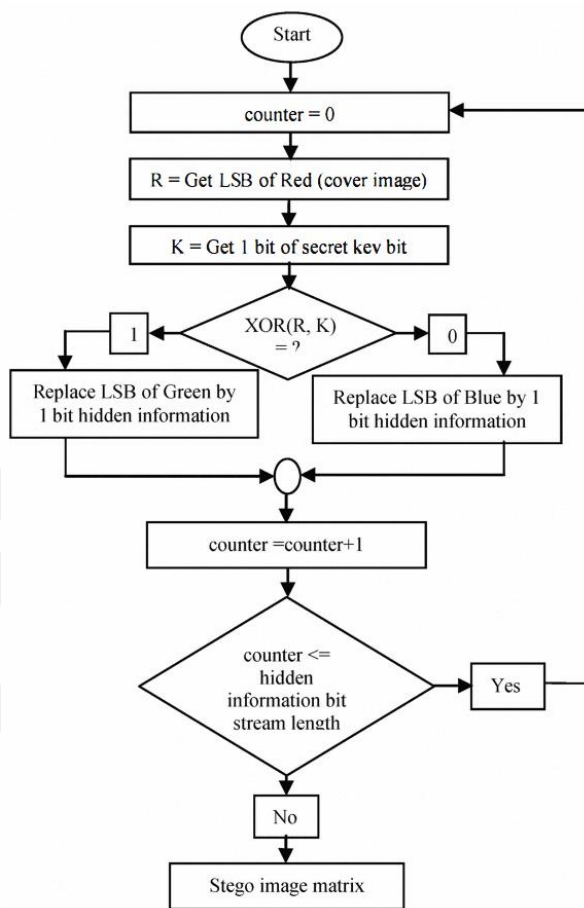 Start
counter = 0
R = Get LSB of Red (cover image)
K = Get 1 bit of secret kev bit
XOR(R, K)
= ?
1
0
Replace LSB of Green by
1 bit hidden information
Replace LSB of Blue by 1
bit hidden information
counter =counter+1
counter <=
hidden
information bit
stream length
Yes
No
Stego image matrix